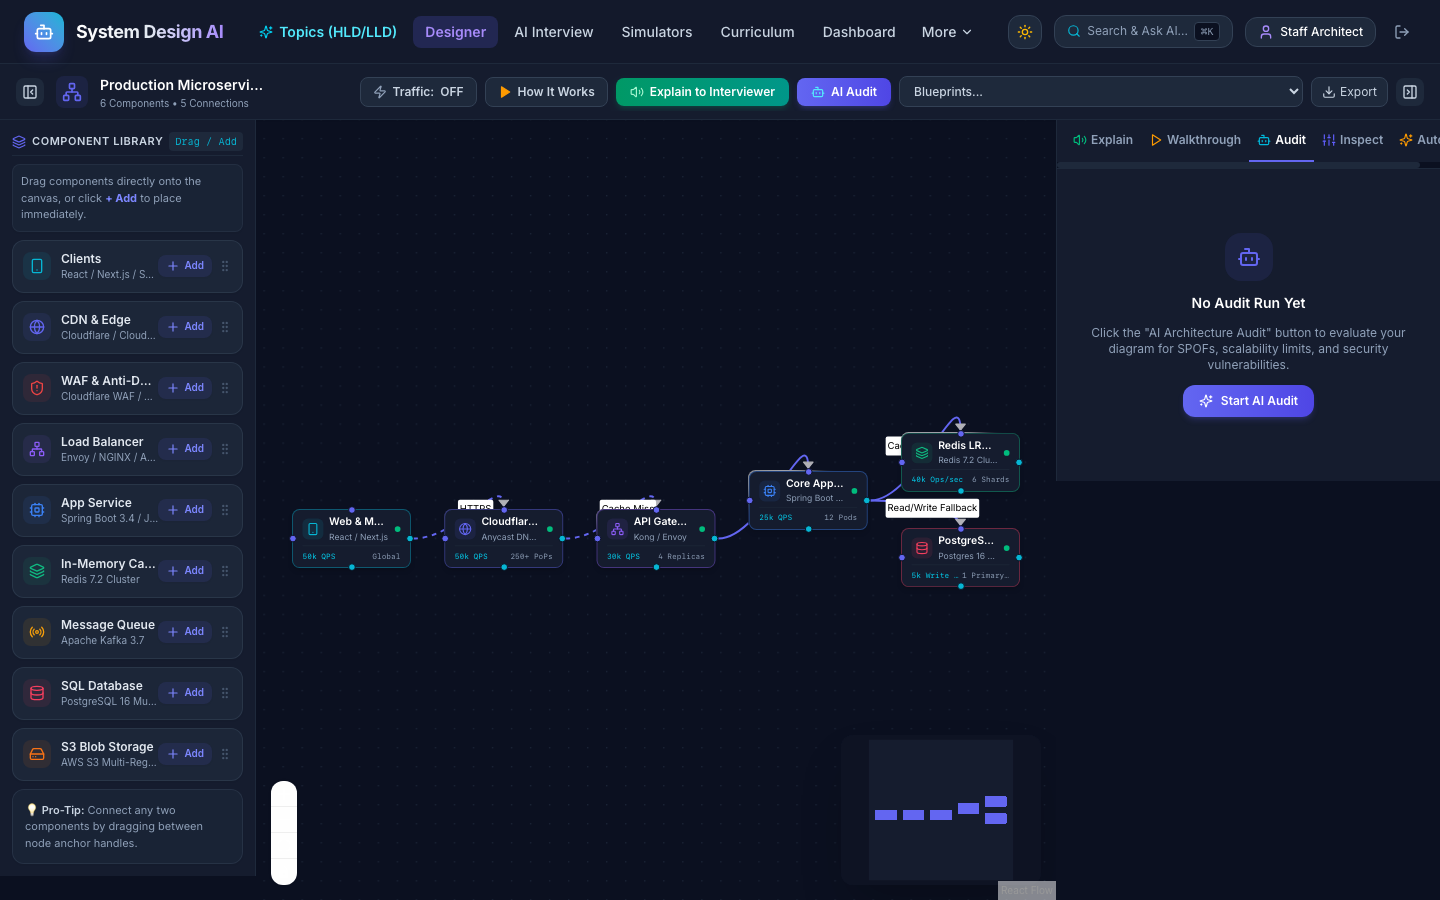 System Design AI
Topics (HLD/LLD)
Designer
AI Interview
Simulators
Curriculum
Dashboard
More
Search & Ask AI...
⌘K
Staff Architect
Production Microservi...
6 Components • 5 Connections
Traffic: OFF
How It Works
Explain to Interviewer
AI Audit
Blueprints...
Export
COMPONENT LIBRARY
Drag / Add
Drag components directly onto the
canvas, or click + Add to place
immediately.
Clients
React / Next.js / S...
Add
CDN & Edge
Cloudflare / Cloud...
Add
WAF & Anti-D...
Cloudflare WAF / ...
Add
Load Balancer
Envoy / NGINX / A...
Add
App Service
Spring Boot 3.4 / J...
Add
In-Memory Ca...
Redis 7.2 Cluster
Add
Message Queue
Apache Kafka 3.7
Add
SQL Database
PostgreSQL 16 Mu...
Add
S3 Blob Storage
AWS S3 Multi-Reg...
Add
💡 Pro-Tip: Connect any two
components by dragging between
node anchor handles.
Web & M...
React / Next.js
50k QPS
Global
HTTPS
Cloudflar...
Anycast DN...
50k QPS
250+ PoPs
Cache Miss
API Gate...
Kong / Envoy
30k QPS
4 Replicas
Core App...
Spring Boot ...
25k QPS
12 Pods
Redis LR...
Redis 7.2 Clu...
40k Ops/sec
6 Shards
Read/Write Fallback
PostgreS...
Postgres 16 ...
5k Write ...
1 Primary...
React Flow
Explain
Walkthrough
Audit
Inspect
Auto
No Audit Run Yet
Click the "AI Architecture Audit" button to evaluate your
diagram for SPOFs, scalability limits, and security
vulnerabilities.
Start AI Audit